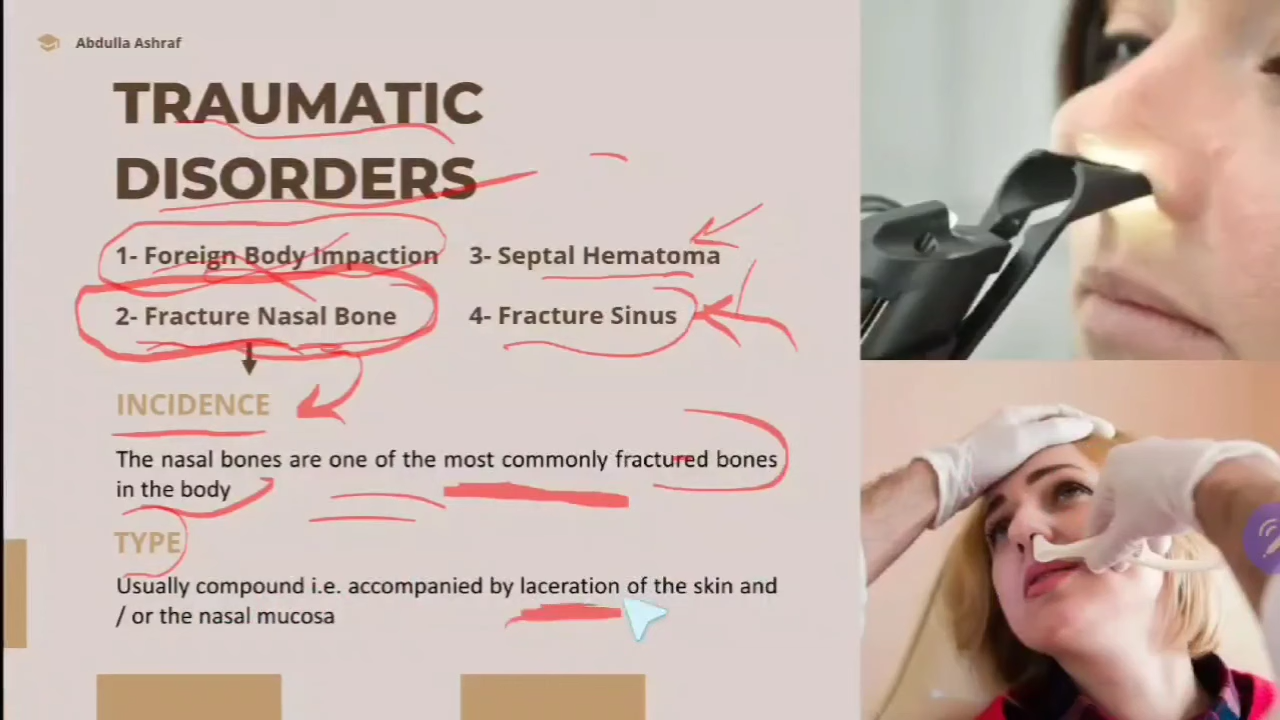 Abdulla Ashraf
TRAUMATIC
DISORDERS
1- Foreign Body Impaction
3- Septal Hematoma
2- Fracture Nasal Bone
4- Fracture Sinus
INCIDENCE
The nasal bones are one of the most commonly fractured bones
in the body
TYPE
Usually compound i.e. accompanied by laceration of the skin and
/ or the nasal mucosa